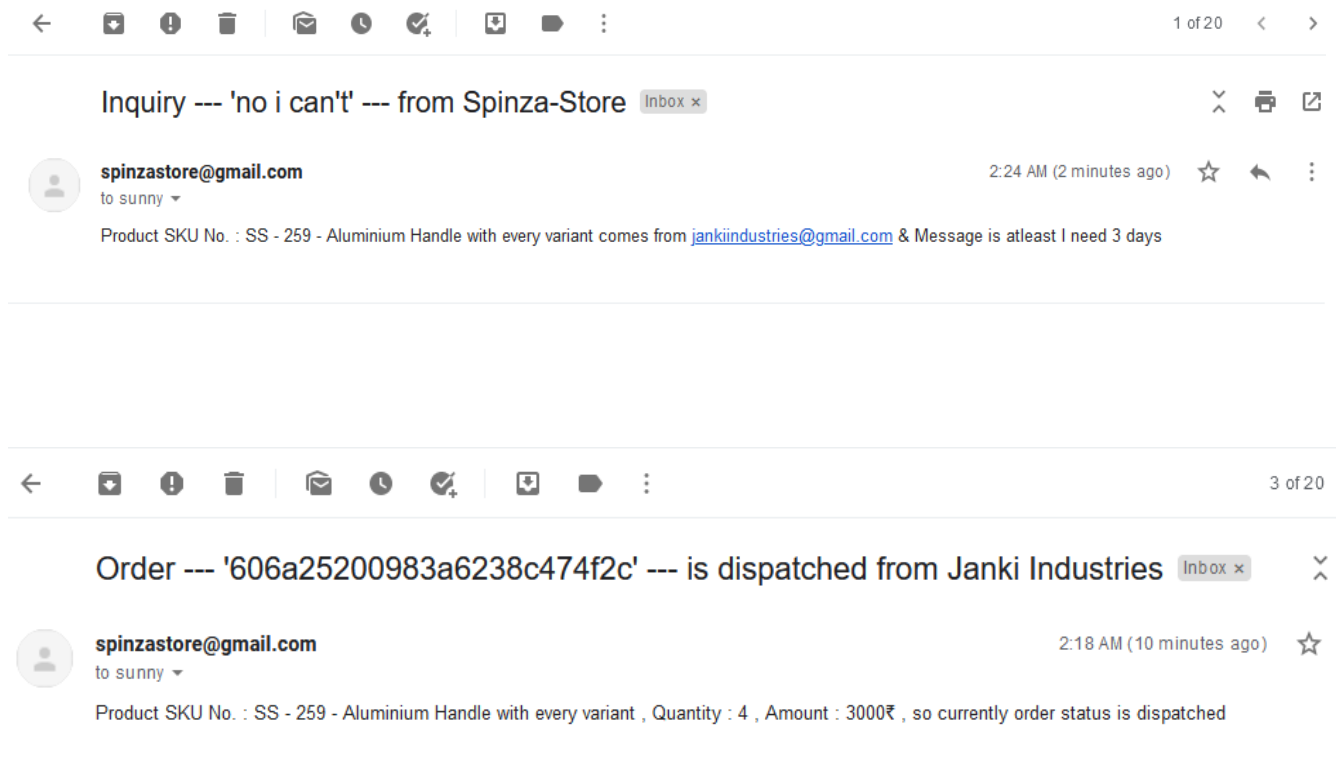 1 of 20
Inquiry --- 'no i can't' --- from Spinza-Store Inbox ×
spinzastore@gmail.com 2:24 AM (2 minutes ago)
to sunny
Product SKU No. : SS - 259 - Aluminium Handle with every variant comes from jankiindustries@gmail.com & Message is atleast I need 3 days
3 of 20
Order --- '606a25200983a6238c474f2c' --- is dispatched from Janki Industries Inbox ×
spinzastore@gmail.com 2:18 AM (10 minutes ago)
to sunny
Product SKU No. : SS - 259 - Aluminium Handle with every variant , Quantity : 4 , Amount : 3000₹ , so currently order status is dispatched